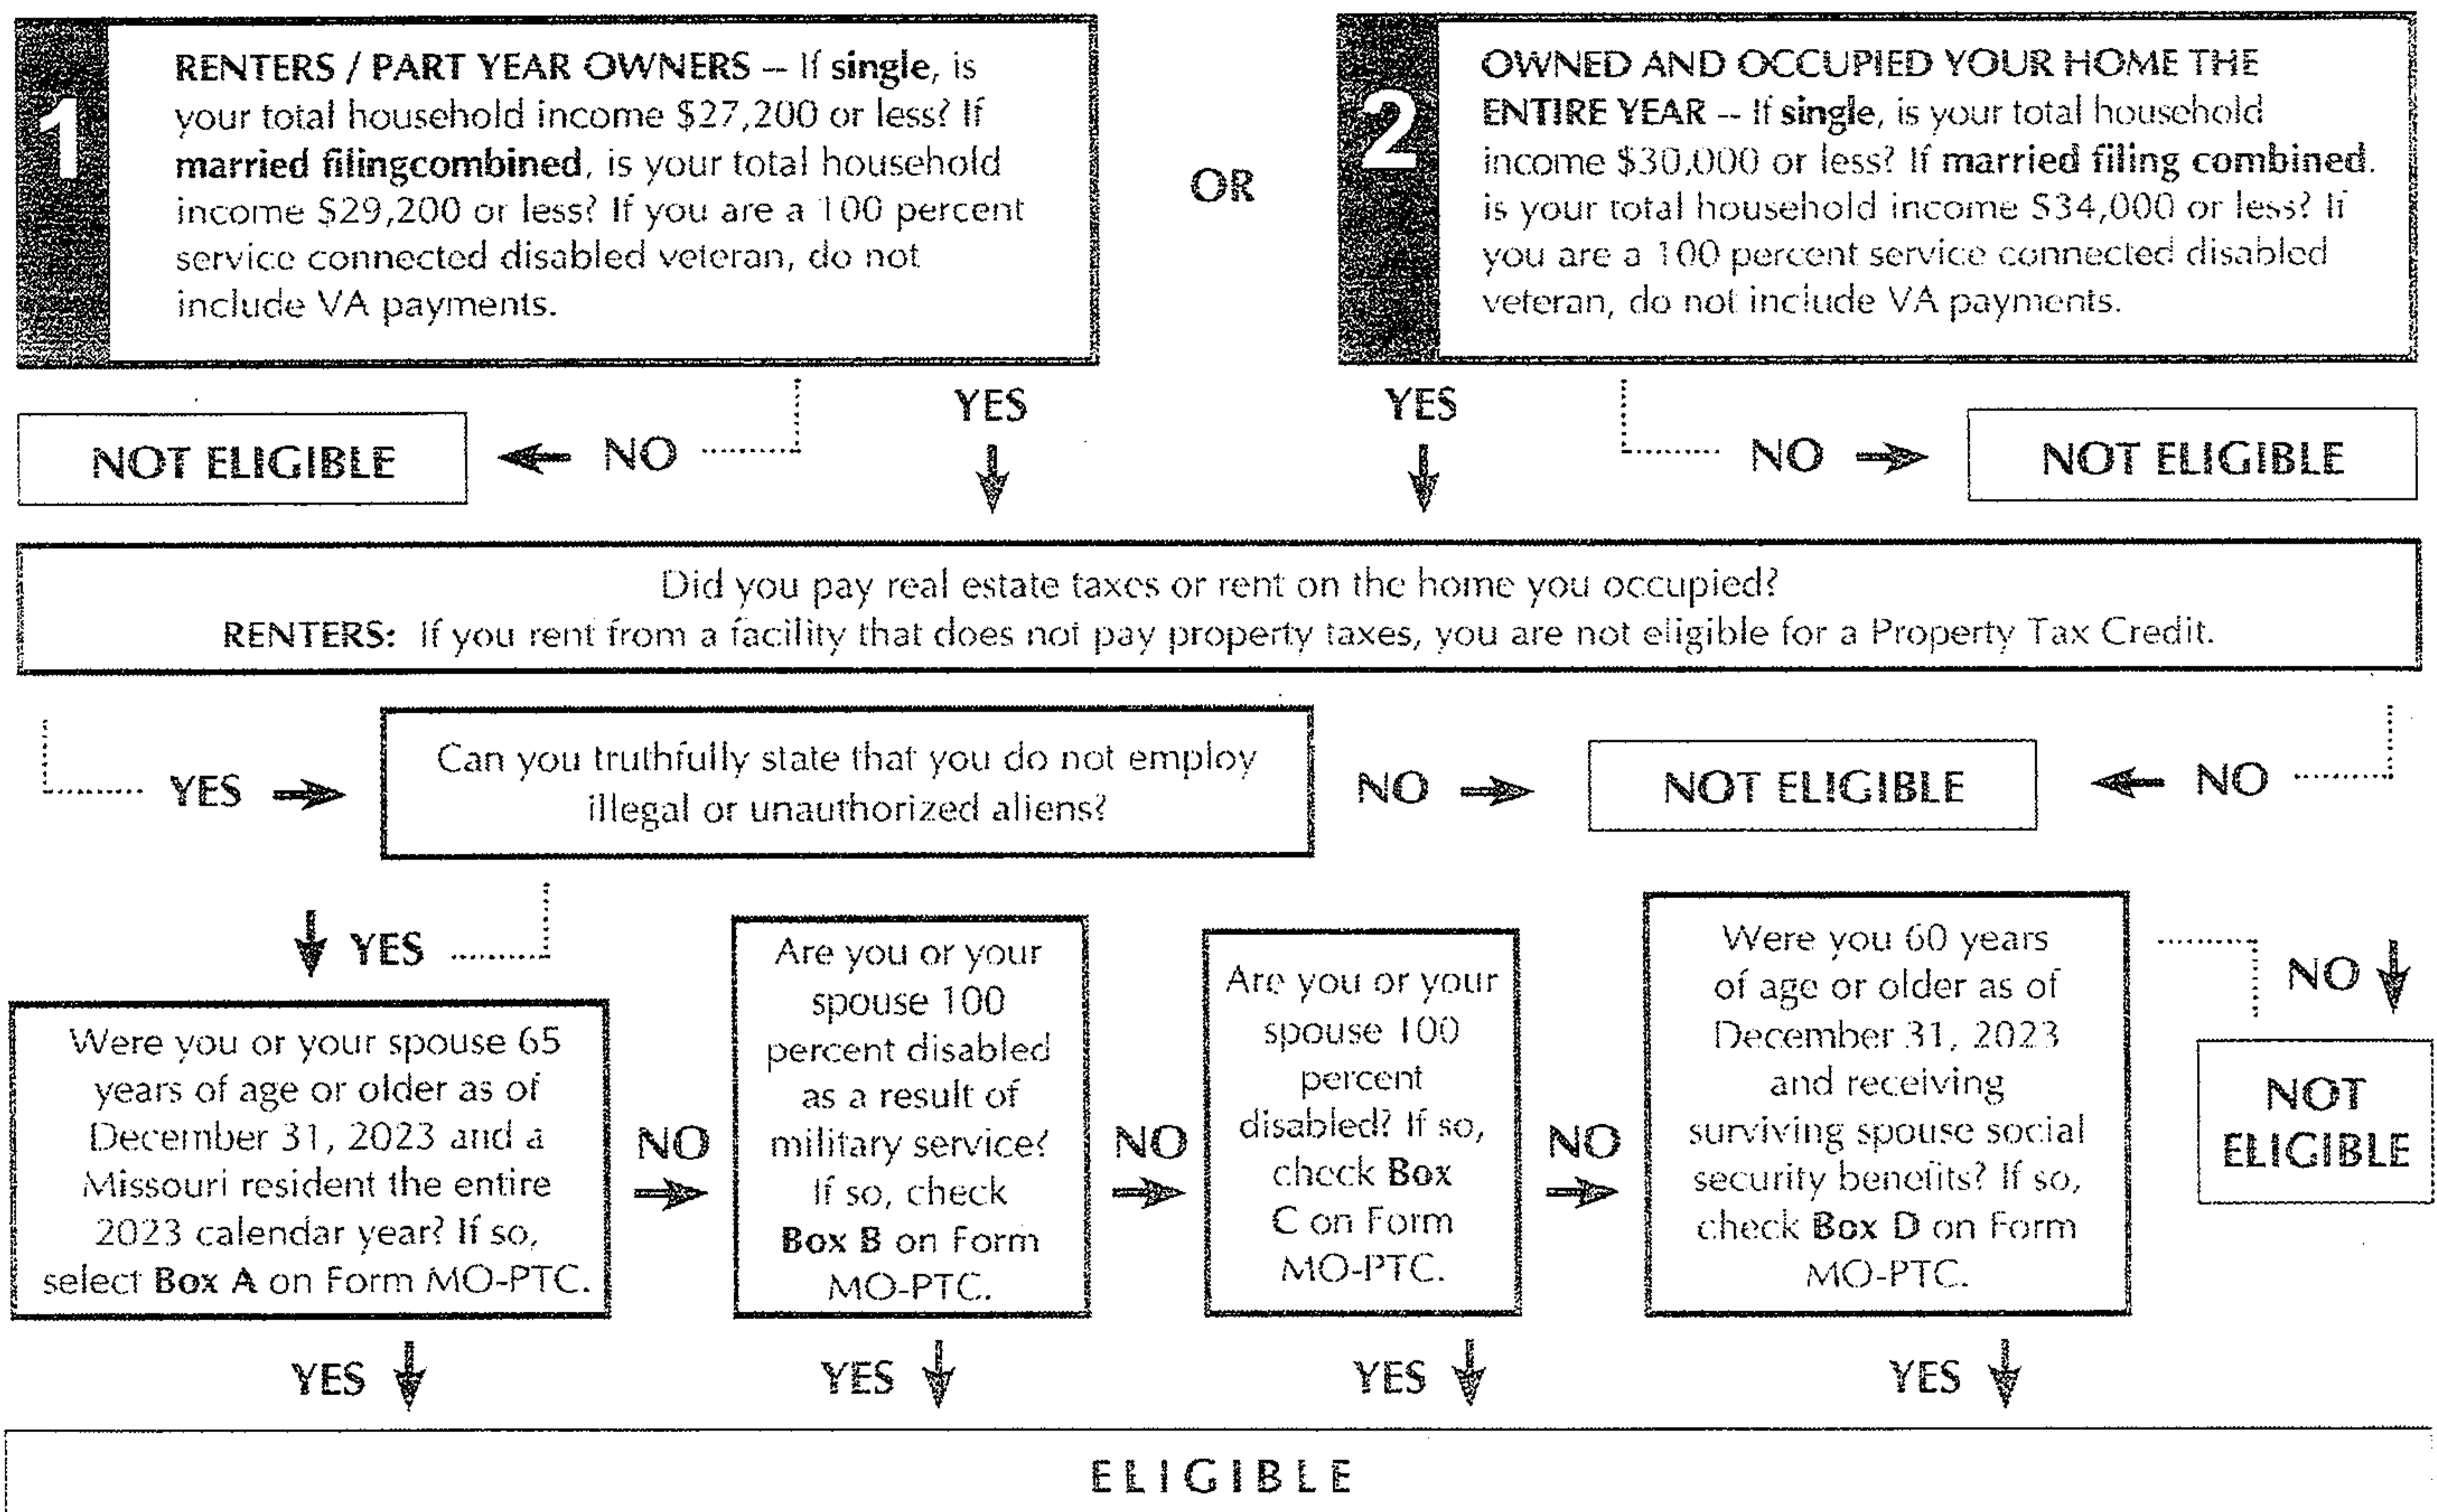 1
RENTERS / PART YEAR OWNERS -- If single, is
your total household income $27,200 or less? If
married filingcombined, is your total household
income $29,200 or less? If you are a 100 percent
service connected disabled veteran, do not
include VA payments.
OR
2
OWNED AND OCCUPIED YOUR HOME THE
ENTIRE YEAR -- If single, is your total household
income $30,000 or less? If married filing combined,
is your total household income $34,000 or less? If
you are a 100 percent service connected disabled
veteran, do not include VA payments.
NOT ELIGIBLE
NO
YES
YES
NO
NOT ELIGIBLE
Did you pay real estate taxes or rent on the home you occupied?
RENTERS: If you rent from a facility that does not pay property taxes, you are not eligible for a Property Tax Credit.
YES
Can you truthfully state that you do not employ
illegal or unauthorized aliens?
NO
NOT ELIGIBLE
NO
YES
Were you or your spouse 65
years of age or older as of
December 31, 2023 and a
Missouri resident the entire
2023 calendar year? If so,
select Box A on Form MO-PTC.
NO
Are you or your
spouse 100
percent disabled
as a result of
military service?
If so, check
Box B on Form
MO-PTC.
NO
Are you or your
spouse 100
percent
disabled? If so,
check Box
C on Form
MO-PTC.
NO
Were you 60 years
of age or older as of
December 31, 2023
and receiving
surviving spouse social
security benefits? If so,
check Box D on Form
MO-PTC.
NO
NOT
ELIGIBLE
YES
YES
YES
YES
ELIGIBLE